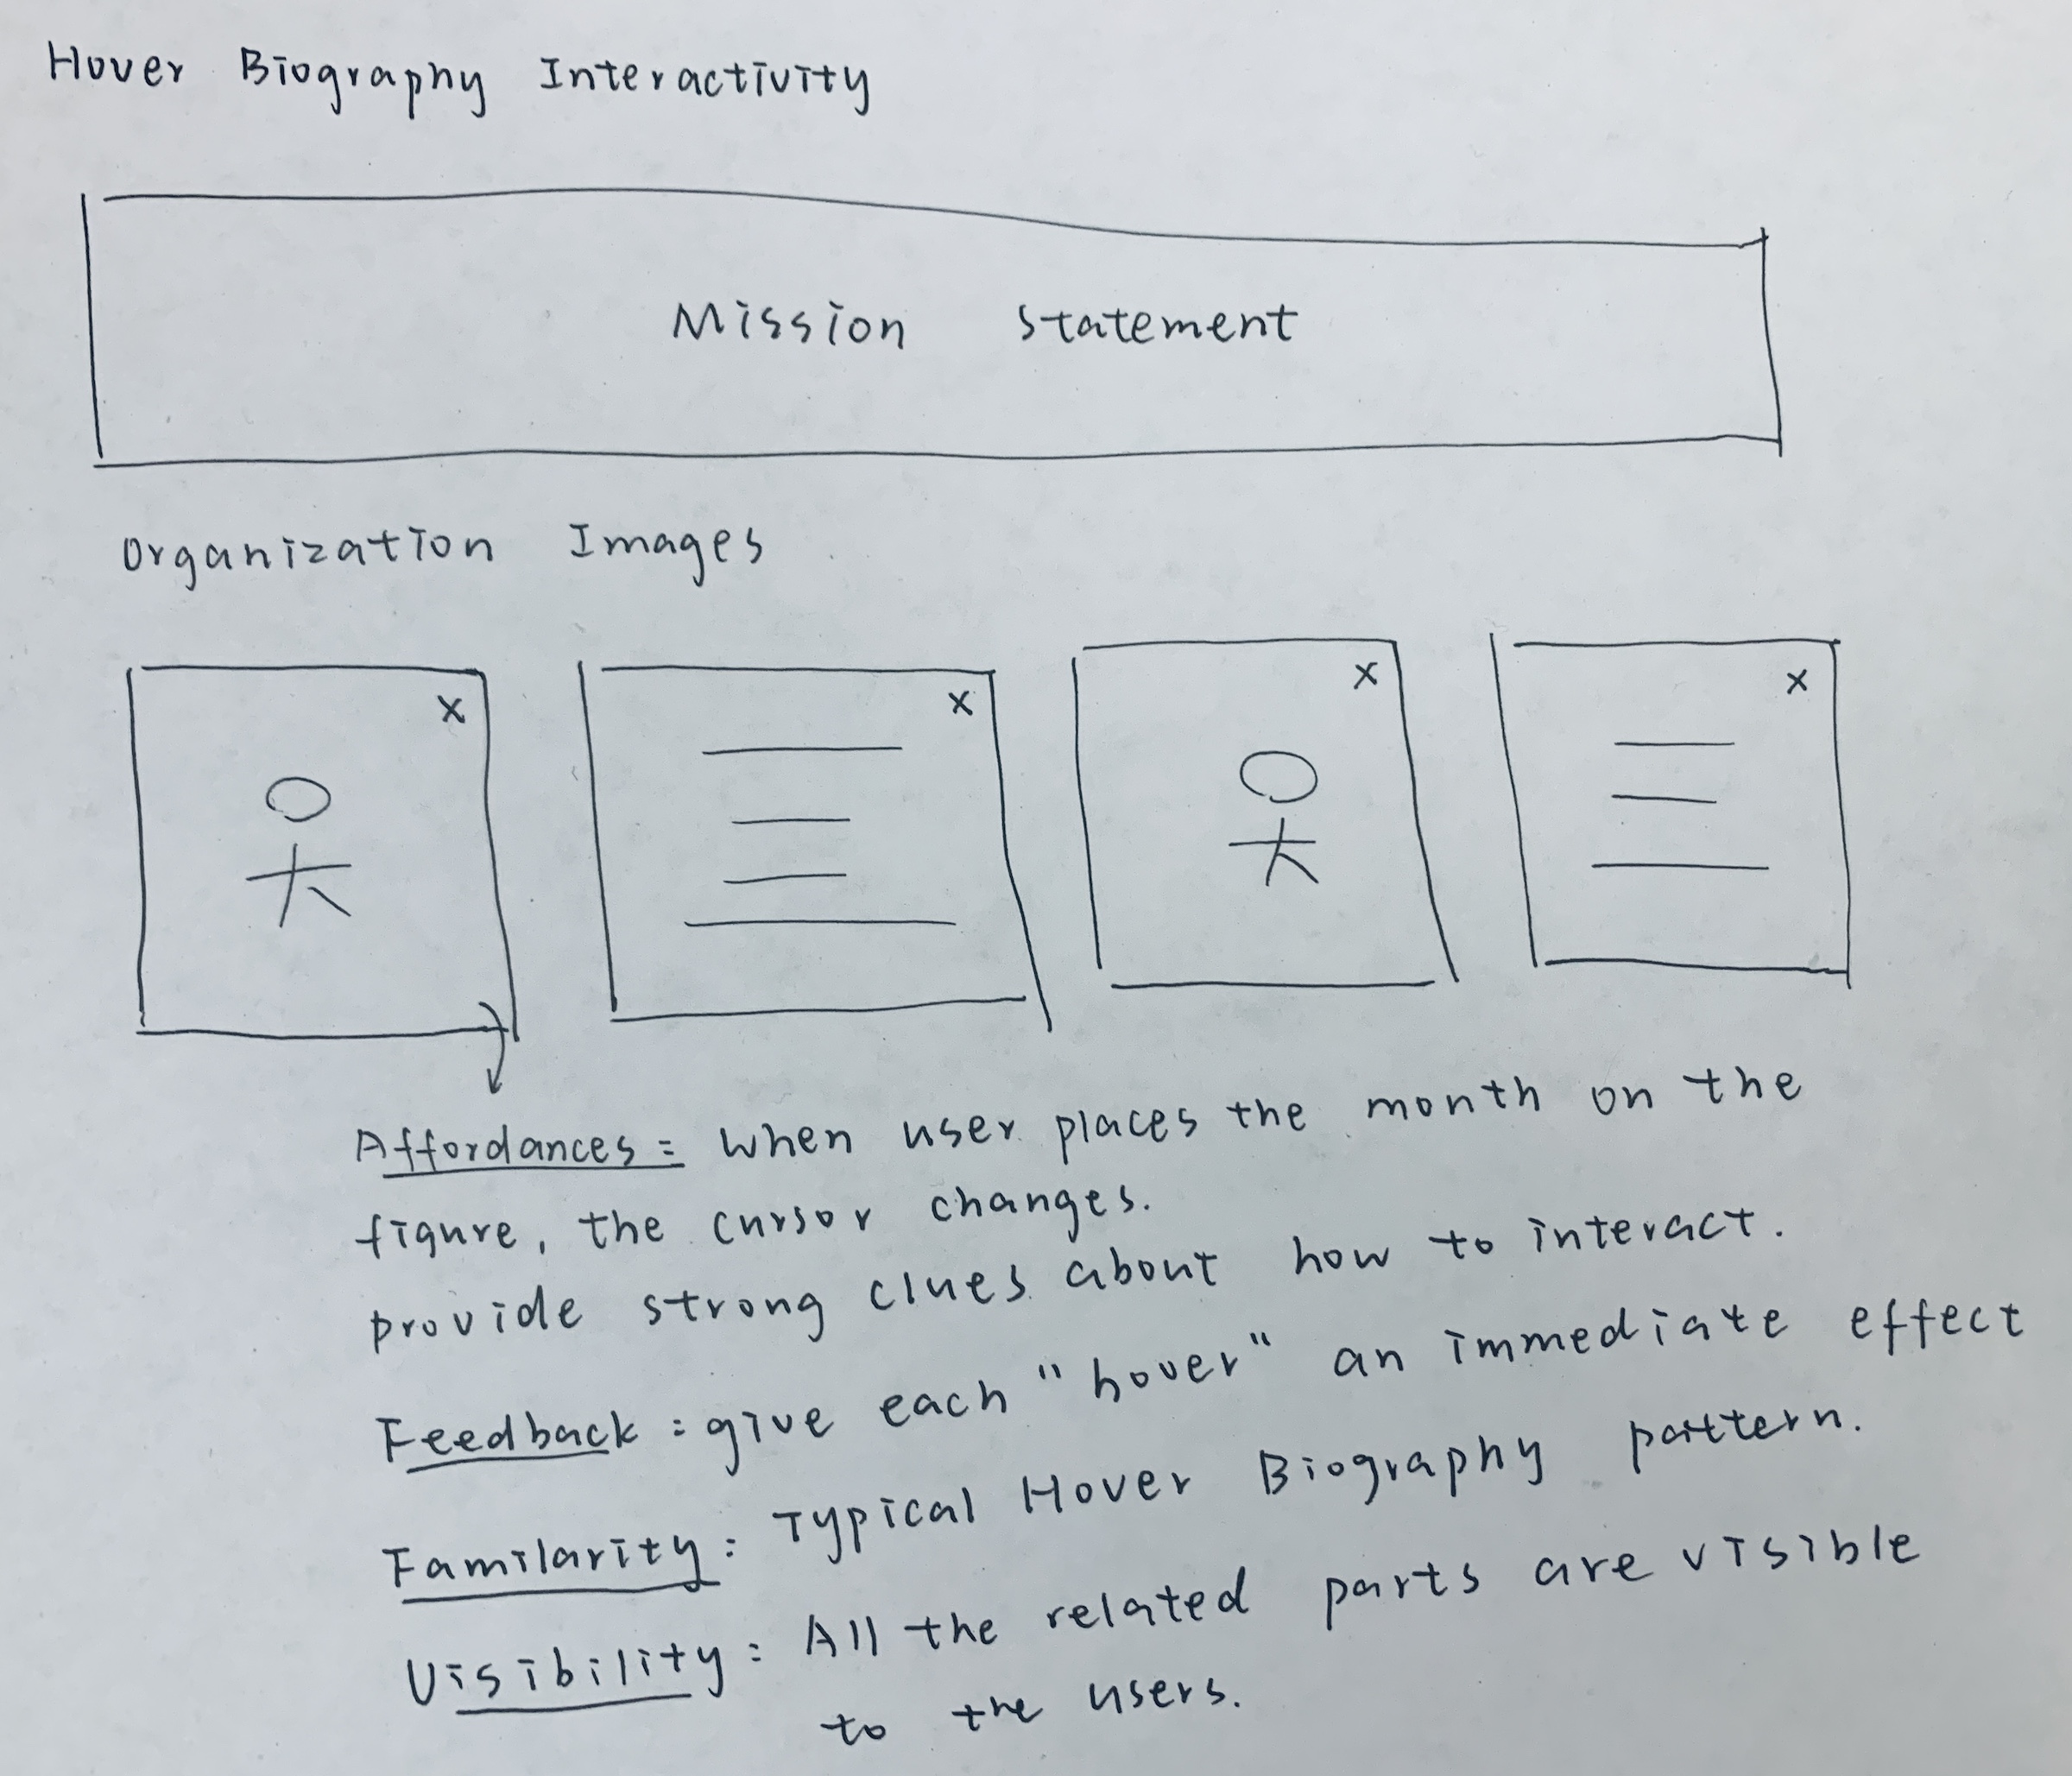 Hover Biography Interactivity
Mission Statement
Organization Images
x x x x
Affordances: When user places the month on the
figure, the cursor changes.
provide strong clues about how to interact.
Feedback: give each "hover" an immediate effect
Familarity: Typical Hover Biography pattern.
Visibility: All the related parts are visible
to the users.